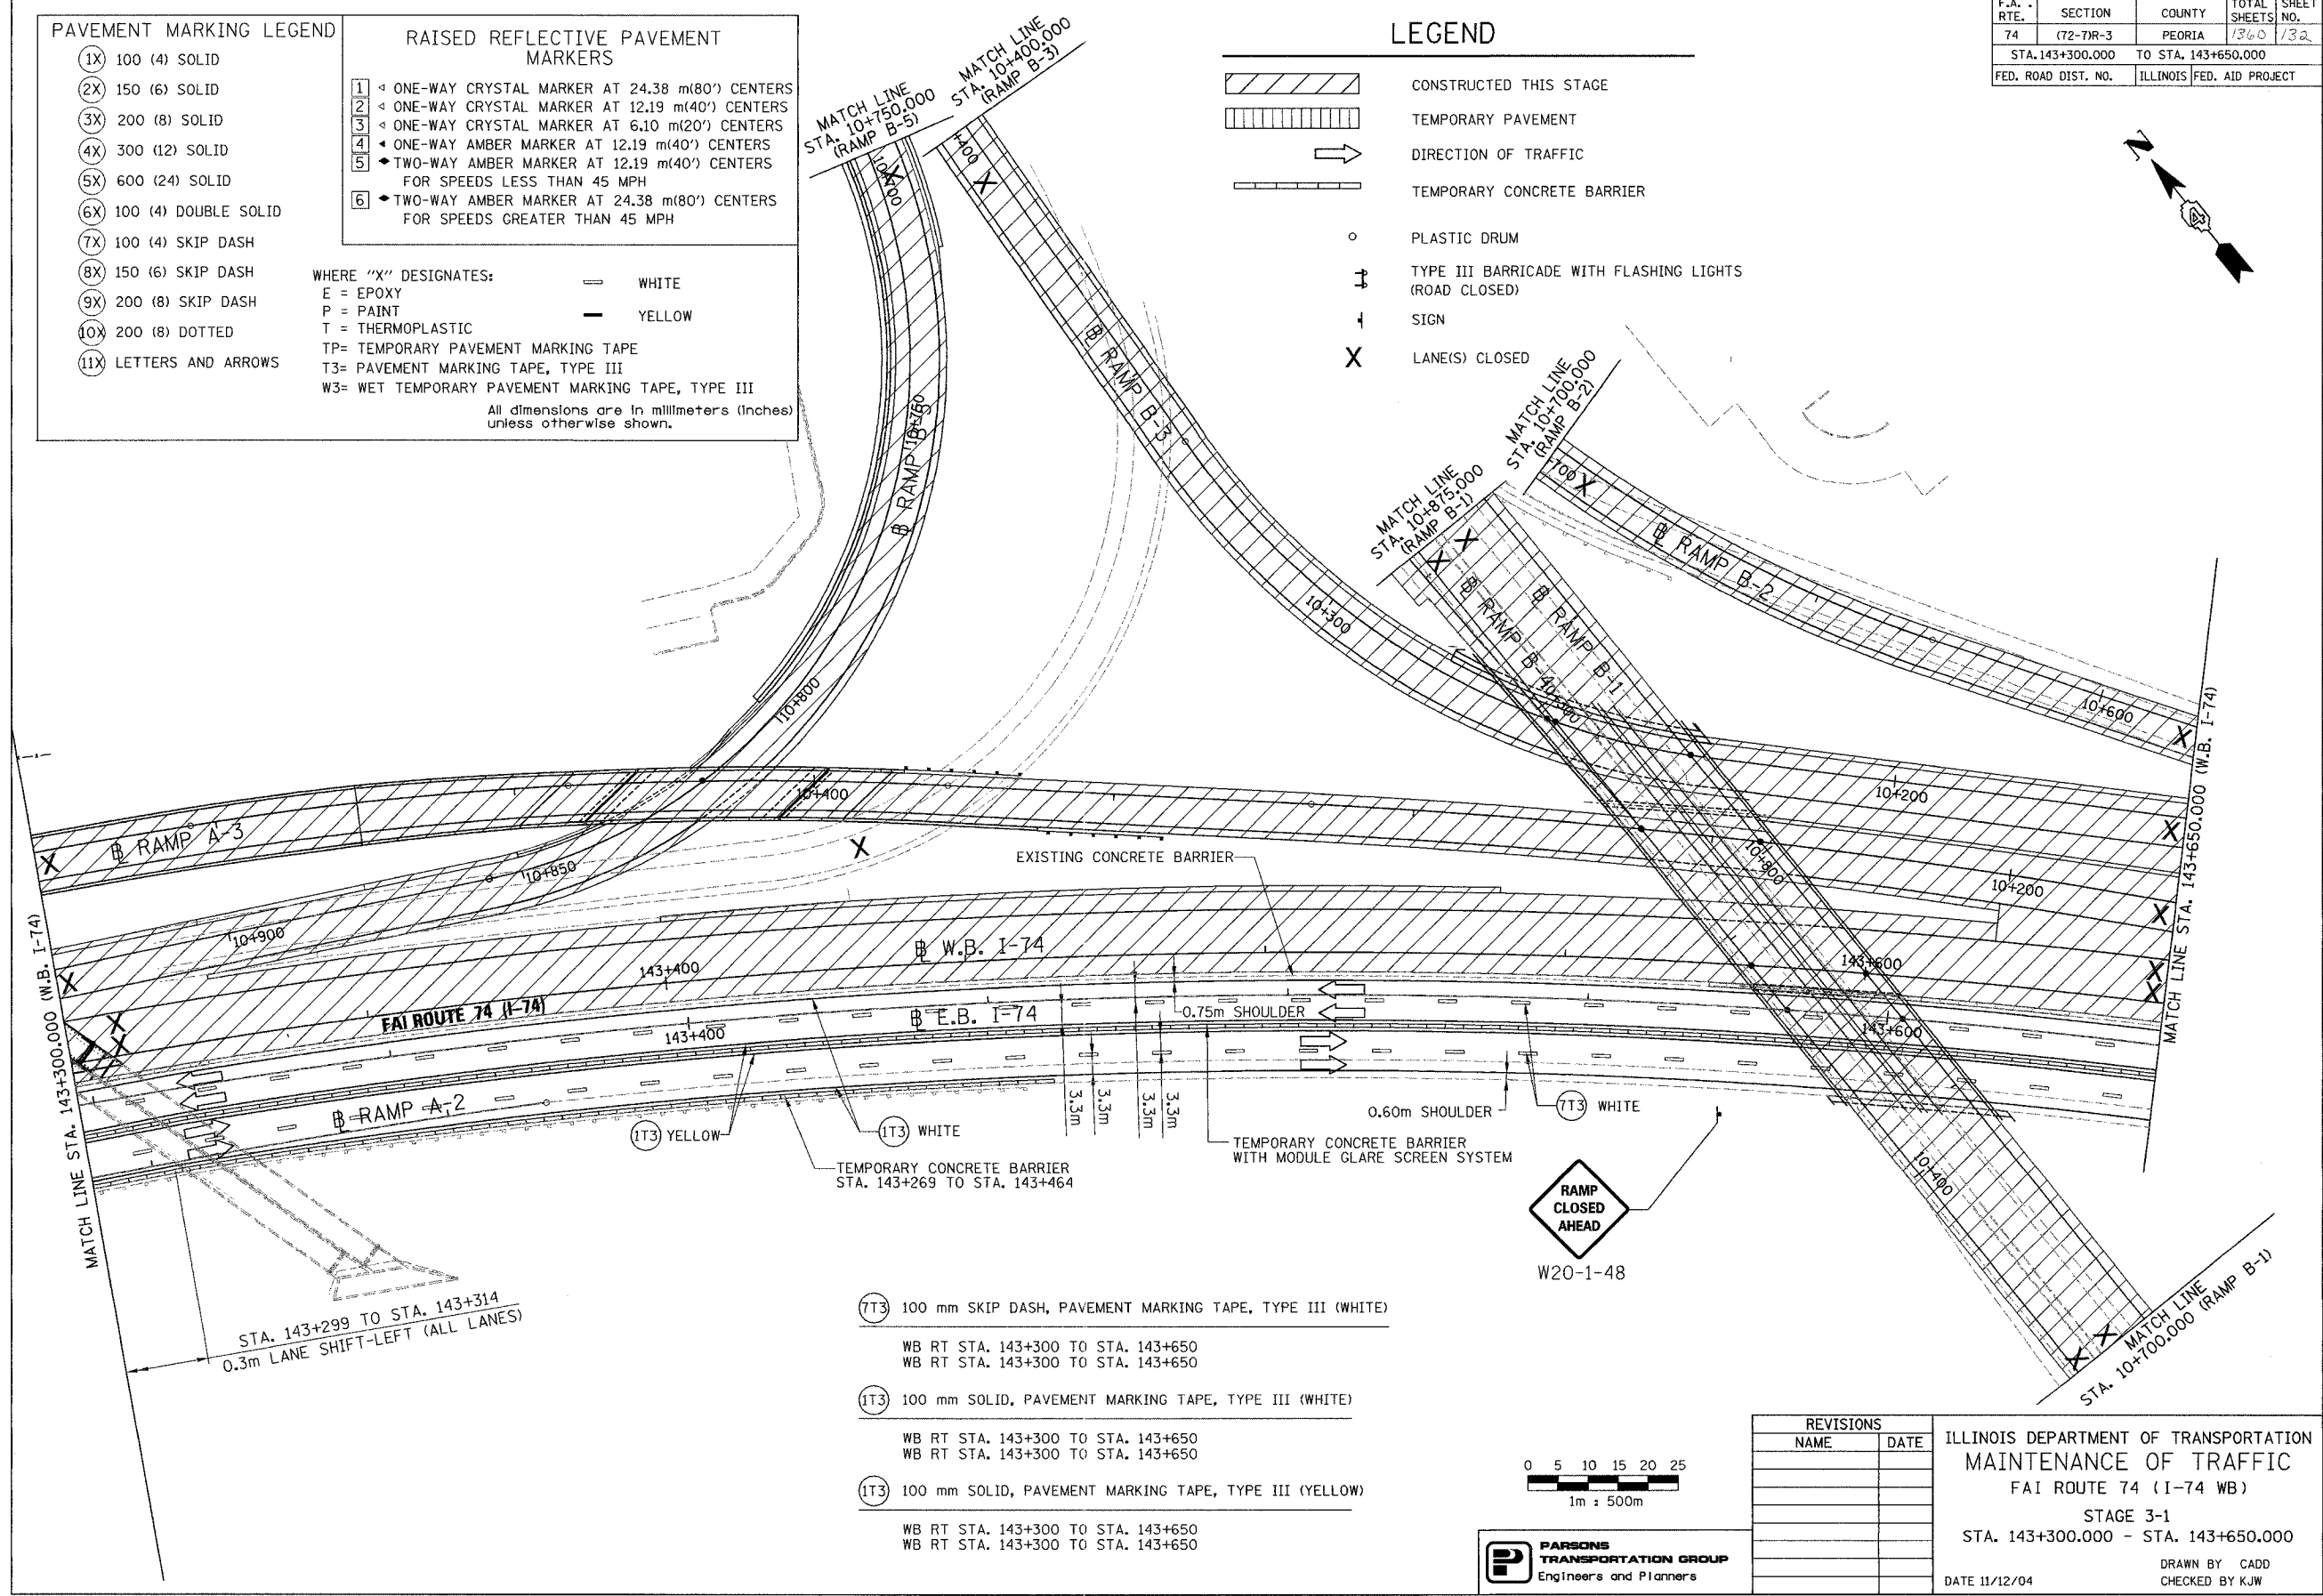 PAVEMENT MARKING LEGEND
1X 100 (4) SOLID
2X 150 (6) SOLID
3X 200 (8) SOLID
4X 300 (12) SOLID
5X 600 (24) SOLID
6X 100 (4) DOUBLE SOLID
7X 100 (4) SKIP DASH
8X 150 (6) SKIP DASH
9X 200 (8) SKIP DASH
10X 200 (8) DOTTED
11X LETTERS AND ARROWS
RAISED REFLECTIVE PAVEMENT
MARKERS
1 ONE-WAY CRYSTAL MARKER AT 24.38 m(80') CENTERS
2 ONE-WAY CRYSTAL MARKER AT 12.19 m(40') CENTERS
3 ONE-WAY CRYSTAL MARKER AT 6.10 m(20') CENTERS
4 ONE-WAY AMBER MARKER AT 12.19 m(40') CENTERS
5 TWO-WAY AMBER MARKER AT 12.19 m(40') CENTERS
FOR SPEEDS LESS THAN 45 MPH
6 TWO-WAY AMBER MARKER AT 24.38 m(80') CENTERS
FOR SPEEDS GREATER THAN 45 MPH
WHERE "X" DESIGNATES:
E = EPOXY
P = PAINT
T = THERMOPLASTIC
TP= TEMPORARY PAVEMENT MARKING TAPE
T3= PAVEMENT MARKING TAPE, TYPE III
W3= WET TEMPORARY PAVEMENT MARKING TAPE, TYPE III
WHITE
YELLOW
All dimensions are in millimeters (inches)
unless otherwise shown.
LEGEND
CONSTRUCTED THIS STAGE
TEMPORARY PAVEMENT
DIRECTION OF TRAFFIC
TEMPORARY CONCRETE BARRIER
PLASTIC DRUM
TYPE III BARRICADE WITH FLASHING LIGHTS
(ROAD CLOSED)
SIGN
X LANE(S) CLOSED
F.A. .
RTE.
SECTION
COUNTY
TOTAL
SHEETS
SHEET
NO.
74 (72-7)R-3 PEORIA 1360 132
STA.143+300.000 TO STA. 143+650.000
FED. ROAD DIST. NO. ILLINOIS FED. AID PROJECT
N
4
MATCH LINE
STA. 10+750.000
(RAMP B-5)
MATCH LINE
STA. 10+400.000
(RAMP B-3)
MATCH LINE
STA. 10+700.000
(RAMP B-2)
MATCH LINE
STA. 10+875.000
(RAMP B-1)
+400
X
X
10+700
10+760
RAMP B5
RAMP B-3
10+300
700
X
RAMP B-2
10+600
X
X
X
RAMP B-1
RAMP B-4
10+800
10+850
10+900
10+400
X
RAMP A-3
X
10+200
10+200
10+800
X
X
X
X
MATCH LINE STA. 143+650.000 (W.B. I-74)
MATCH LINE STA. 143+300.000 (W.B. I-74)
X
X
X
X
EXISTING CONCRETE BARRIER
W.B. I-74
143+400
143+600
FAI ROUTE 74 (I-74)
E.B. I-74
143+400
143+600
0.75m SHOULDER
RAMP A-2
3.3m
3.3m
3.3m
3.3m
1T3 YELLOW
1T3 WHITE
0.60m SHOULDER
7T3 WHITE
TEMPORARY CONCRETE BARRIER
WITH MODULE GLARE SCREEN SYSTEM
TEMPORARY CONCRETE BARRIER
STA. 143+269 TO STA. 143+464
10+400
RAMP
CLOSED
AHEAD
W20-1-48
X
X
MATCH LINE
STA. 10+700.000 (RAMP B-1)
STA. 143+299 TO STA. 143+314
0.3m LANE SHIFT-LEFT (ALL LANES)
7T3 100 mm SKIP DASH, PAVEMENT MARKING TAPE, TYPE III (WHITE)
WB RT STA. 143+300 TO STA. 143+650
WB RT STA. 143+300 TO STA. 143+650
1T3 100 mm SOLID, PAVEMENT MARKING TAPE, TYPE III (WHITE)
WB RT STA. 143+300 TO STA. 143+650
WB RT STA. 143+300 TO STA. 143+650
1T3 100 mm SOLID, PAVEMENT MARKING TAPE, TYPE III (YELLOW)
WB RT STA. 143+300 TO STA. 143+650
WB RT STA. 143+300 TO STA. 143+650
0 5 10 15 20 25
1m : 500m
PARSONS
TRANSPORTATION GROUP
Engineers and Planners
REVISIONS
NAME DATE
ILLINOIS DEPARTMENT OF TRANSPORTATION
MAINTENANCE OF TRAFFIC
FAI ROUTE 74 (I-74 WB)
STAGE 3-1
STA. 143+300.000 - STA. 143+650.000
DRAWN BY CADD
DATE 11/12/04
CHECKED BY KJW